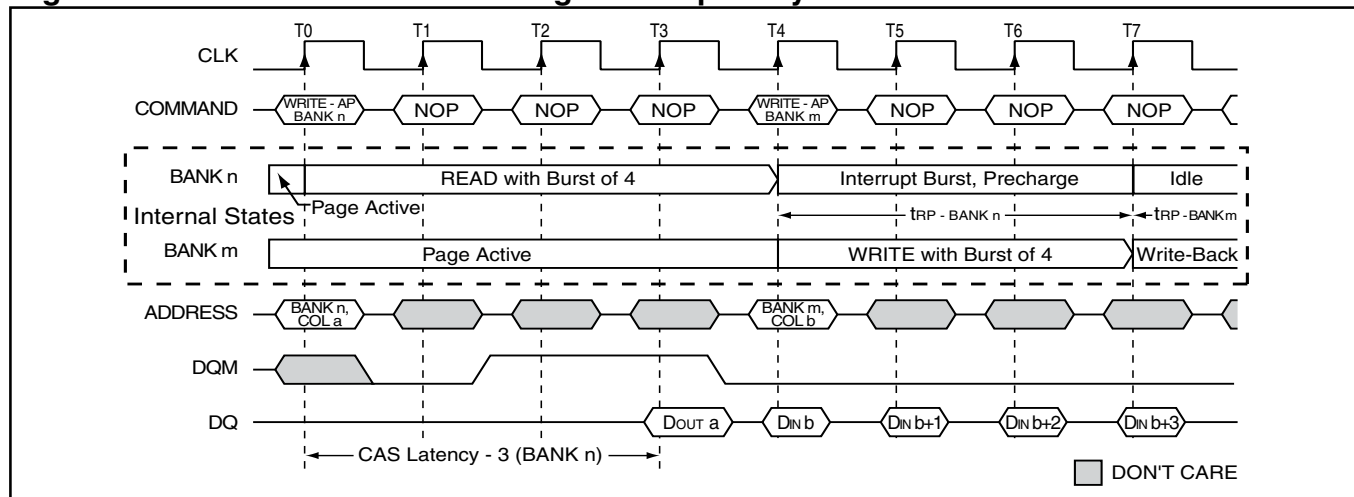 T0 T1 T2 T3 T4 T5 T6 T7
CLK
COMMAND WRITE - AP BANK n NOP NOP NOP WRITE - AP BANK m NOP NOP NOP
BANK n READ with Burst of 4 Interrupt Burst, Precharge Idle
Internal States Page Active tRP - BANK n tRP - BANK m
BANK m Page Active WRITE with Burst of 4 Write-Back
ADDRESS BANK n, COL a BANK m, COL b
DQM
DQ DOUT a DIN b DIN b+1 DIN b+2 DIN b+3
CAS Latency - 3 (BANK n)
DON'T CARE